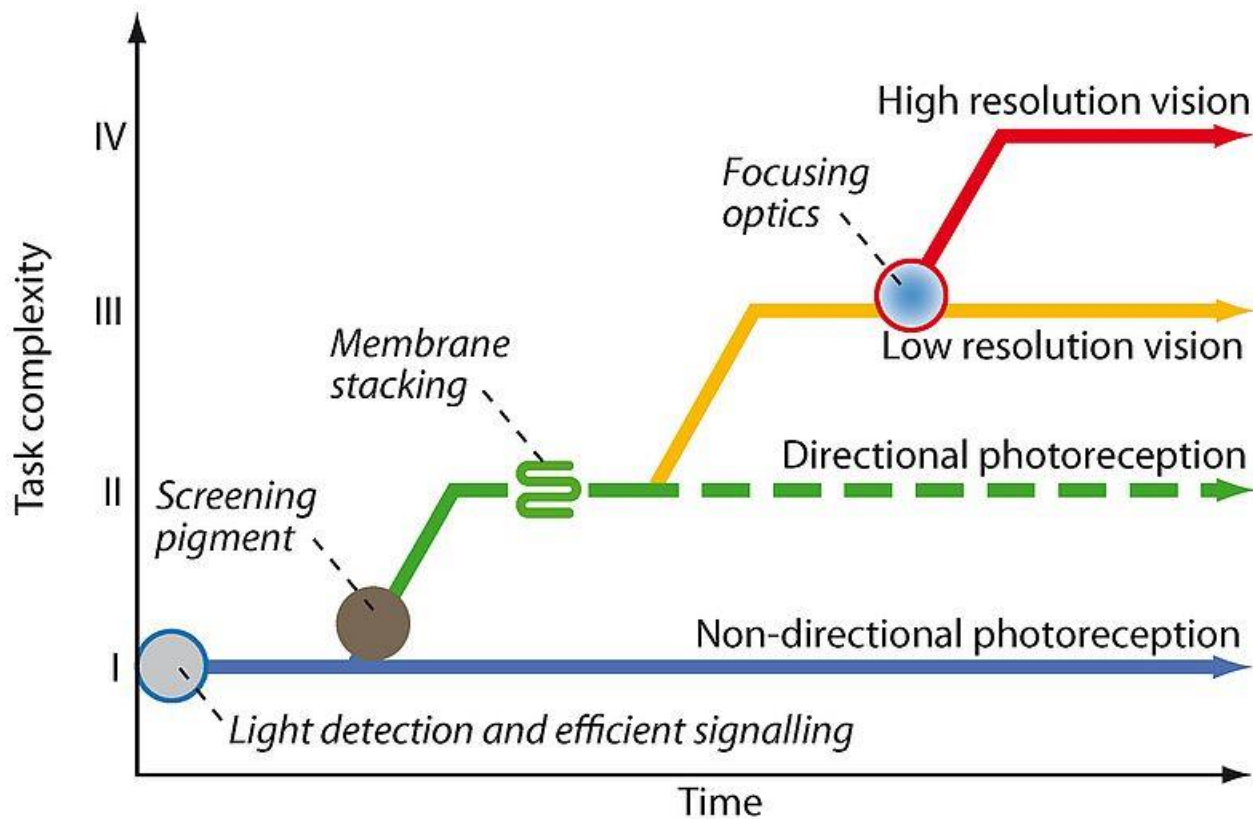 Task complexity
IV
III
II
I
High resolution vision
Focusing
optics
Low resolution vision
Membrane
stacking
Directional photoreception
Screening
pigment
Non-directional photoreception
Light detection and efficient signalling
Time